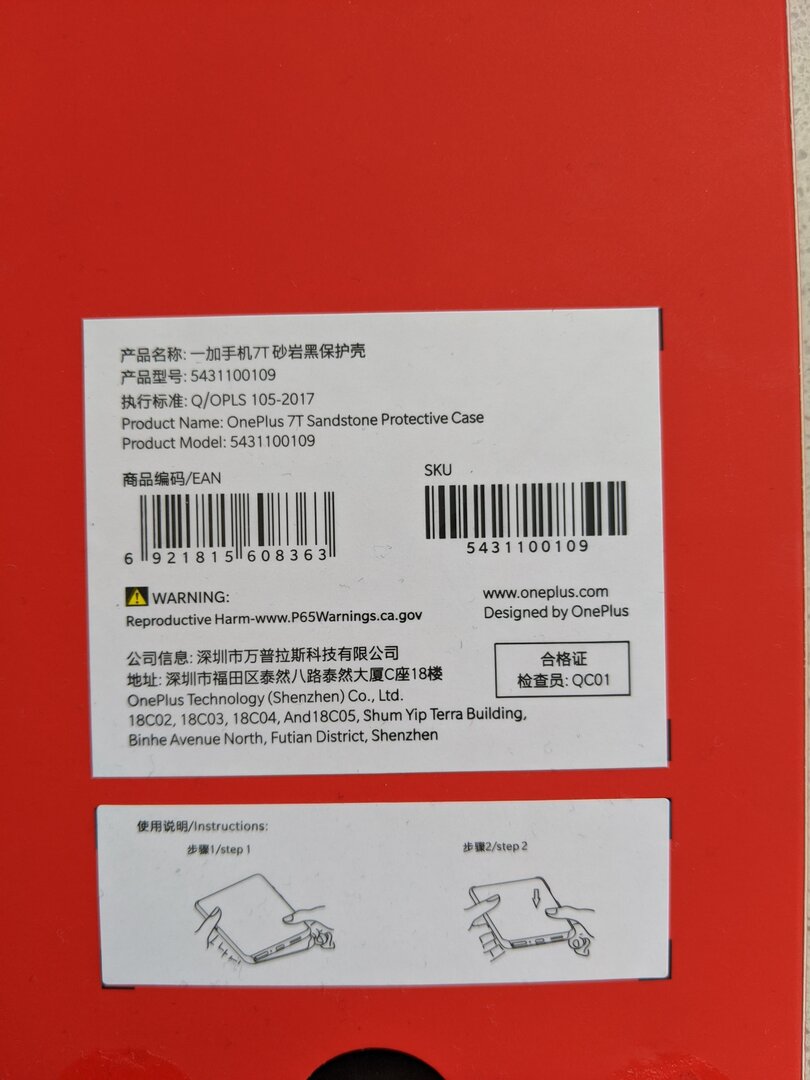 产品名称: 一加手机7T 砂岩黑保护壳
产品型号: 5431100109
执行标准: Q/OPLS 105-2017
Product Name: OnePlus 7T Sandstone Protective Case
Product Model: 5431100109
商品编码/EAN
6 921815 608363
SKU
5431100109
WARNING:
Reproductive Harm-www.P65Warnings.ca.gov
www.oneplus.com
Designed by OnePlus
公司信息: 深圳市万普拉斯科技有限公司
地址: 深圳市福田区泰然八路泰然大厦C座18楼
OnePlus Technology (Shenzhen) Co., Ltd.
18C02, 18C03, 18C04, And18C05, Shum Yip Terra Building,
Binhe Avenue North, Futian District, Shenzhen
合格证
检查员: QC01
使用说明/Instructions:
步骤1/step 1
步骤2/step 2